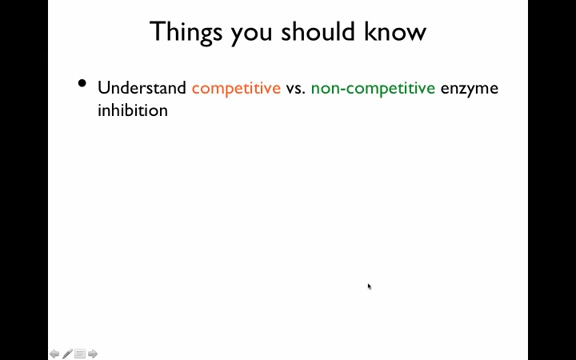 Things you should know
• Understand competitive vs. non-competitive enzyme
inhibition